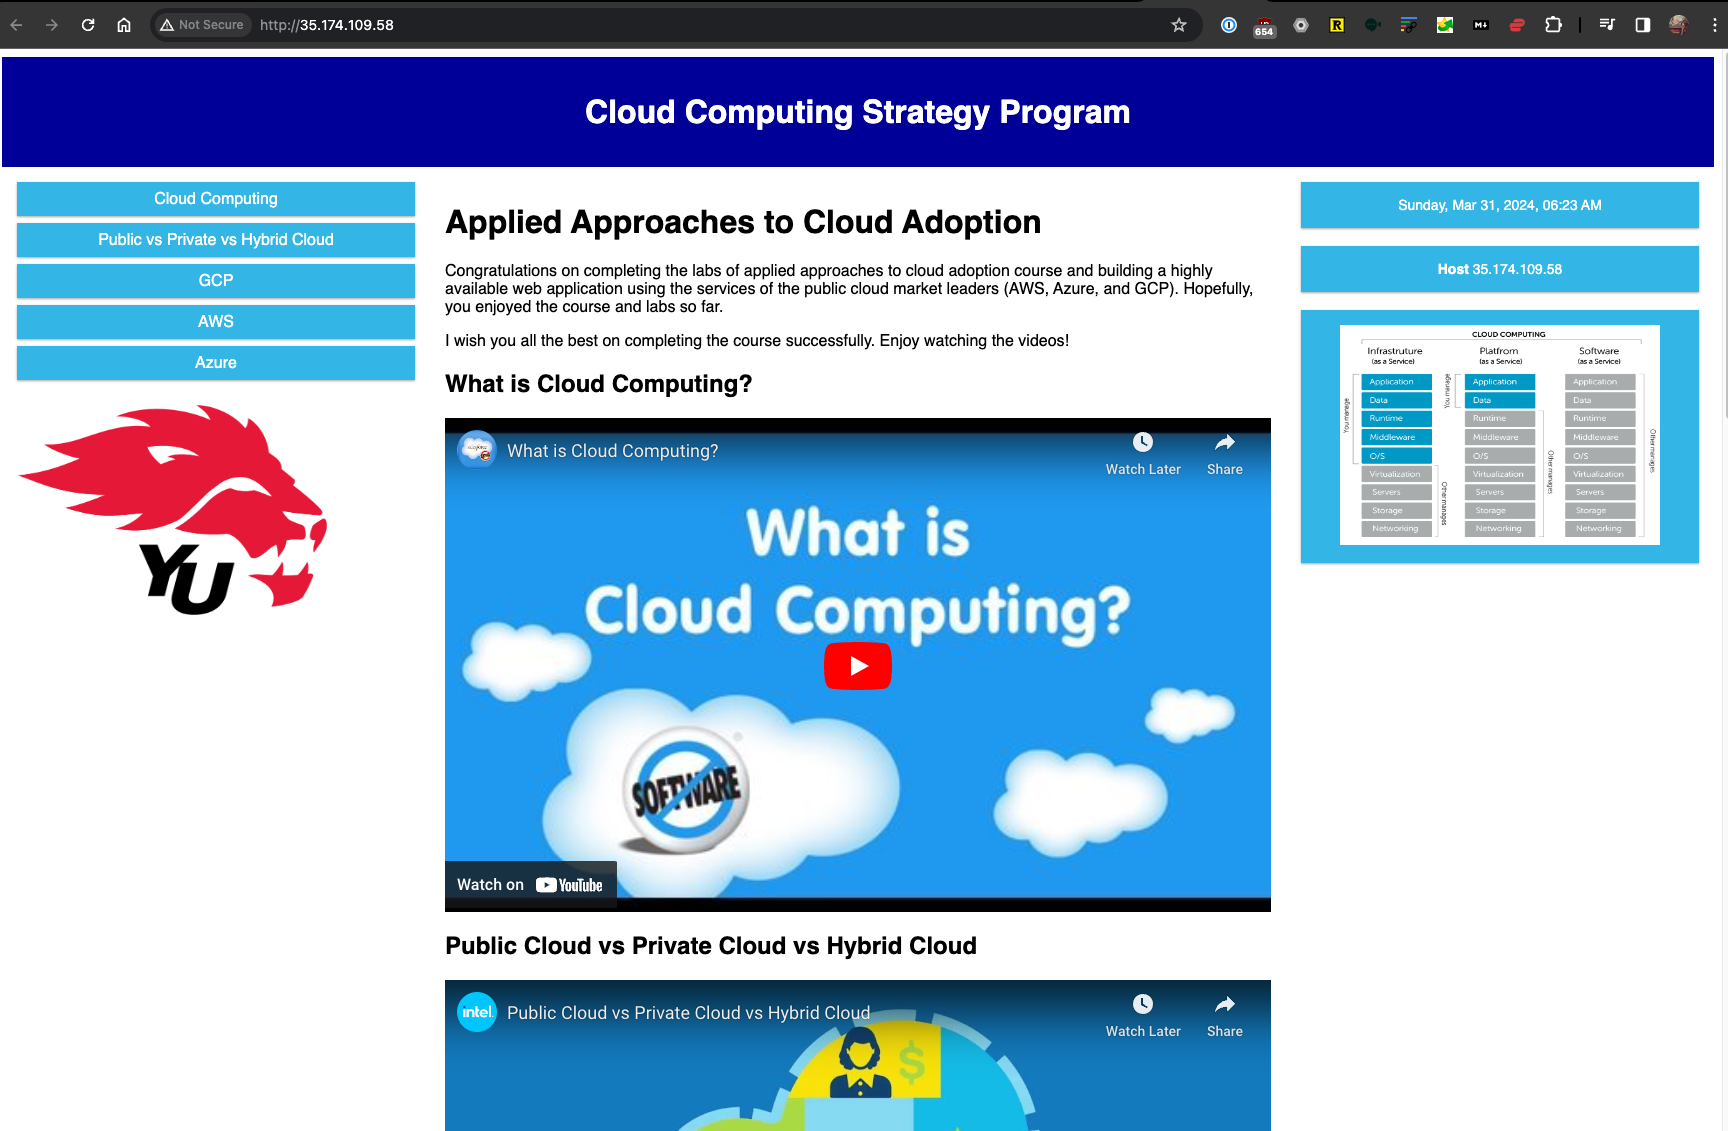 Not Secure
http://35.174.109.58
654
Cloud Computing Strategy Program
Cloud Computing
Public vs Private vs Hybrid Cloud
GCP
AWS
Azure
YU
Applied Approaches to Cloud Adoption
Congratulations on completing the labs of applied approaches to cloud adoption course and building a highly
available web application using the services of the public cloud market leaders (AWS, Azure, and GCP). Hopefully,
you enjoyed the course and labs so far.
I wish you all the best on completing the course successfully. Enjoy watching the videos!
What is Cloud Computing?
What is Cloud Computing?
Watch Later
Share
What is
Cloud Computing?
SOFTWARE
Watch on YouTube
Public Cloud vs Private Cloud vs Hybrid Cloud
intel.
Public Cloud vs Private Cloud vs Hybrid Cloud
Watch Later
Share
$
Sunday, Mar 31, 2024, 06:23 AM
Host 35.174.109.58
CLOUD COMPUTING
Infrastruture
(as a Service)
Platfrom
(as a Service)
Software
(as a Service)
You manage
Application
Data
Runtime
Middleware
O/S
Virtualization
Servers
Storage
Networking
Other manages
You manage
Application
Data
Runtime
Middleware
O/S
Virtualization
Servers
Storage
Networking
Other manages
Application
Data
Runtime
Middleware
O/S
Virtualization
Servers
Storage
Networking
Other manages